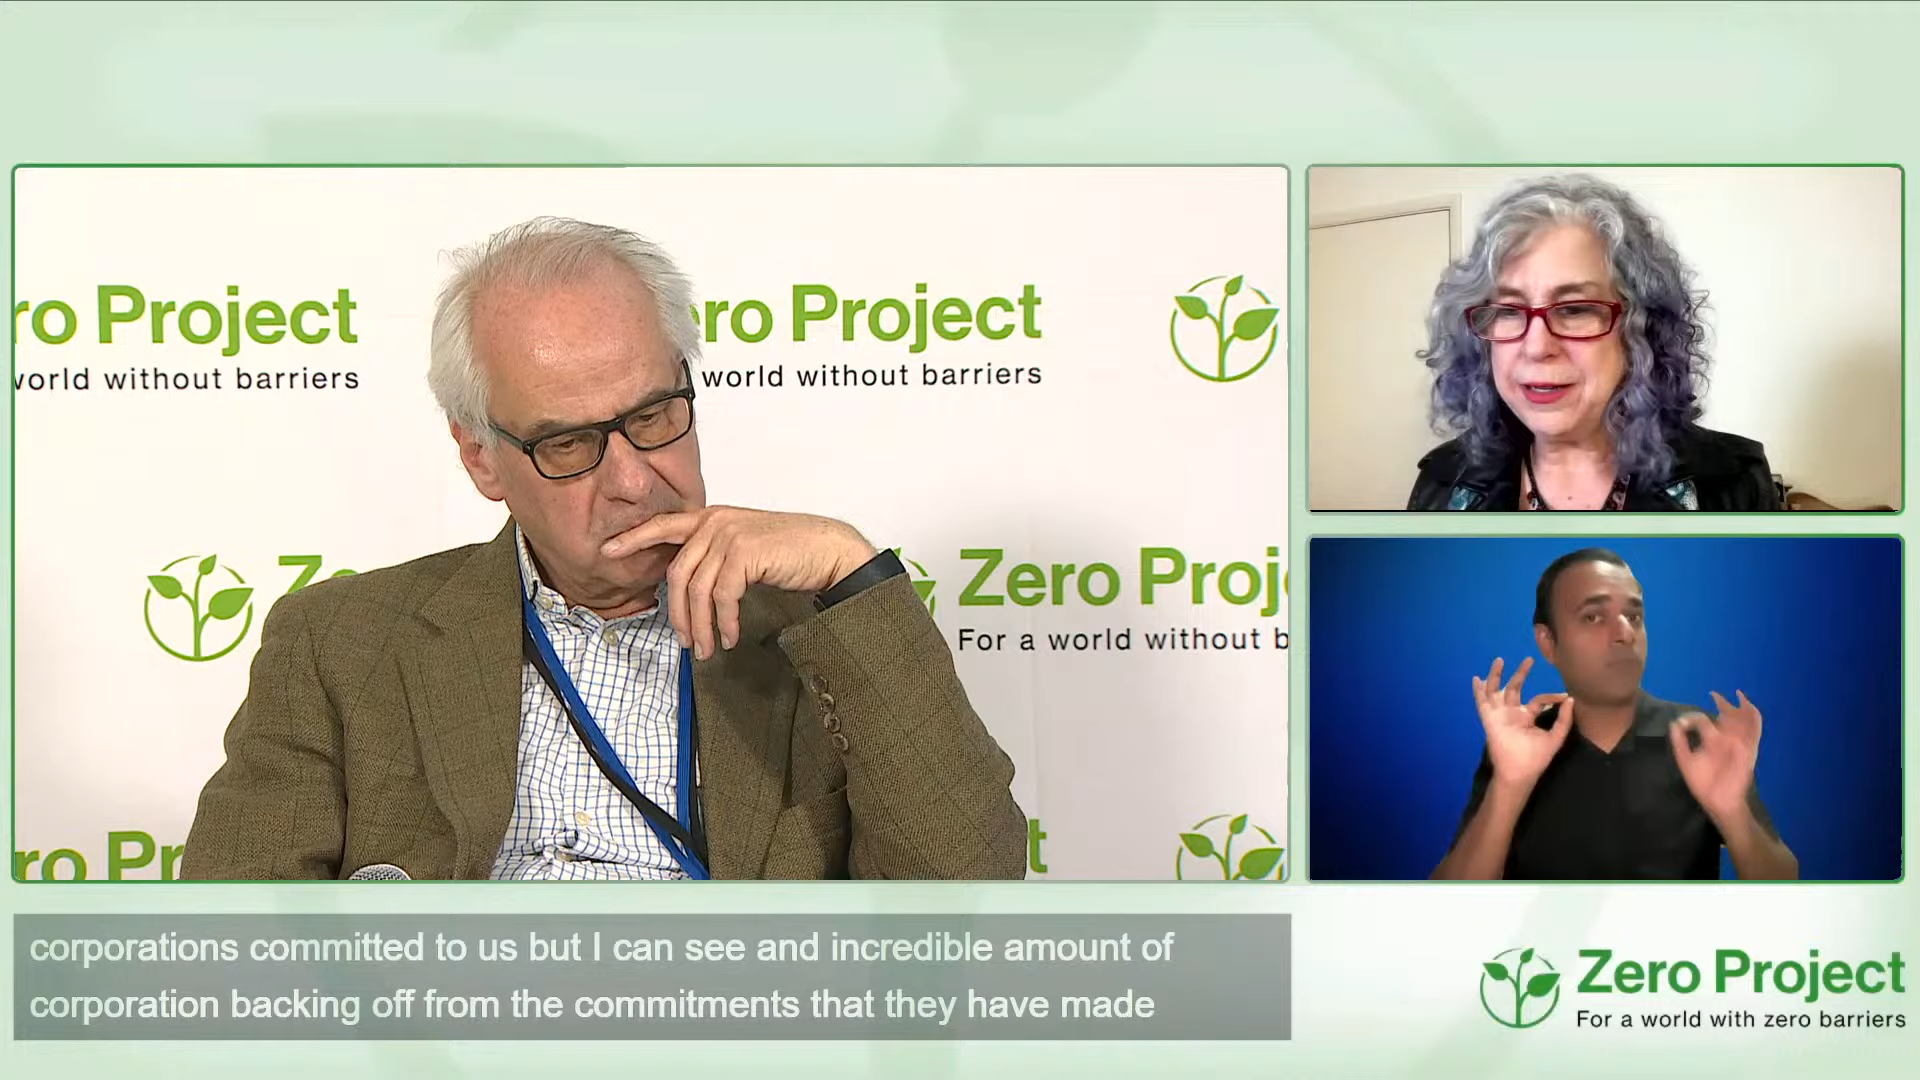 ro Project
world without barriers
ro Project
world without barriers
Ze
Zero Proj
For a world without b
ro Pr
t
corporations committed to us but I can see and incredible amount of
corporation backing off from the commitments that they have made
Zero Project
For a world with zero barriers